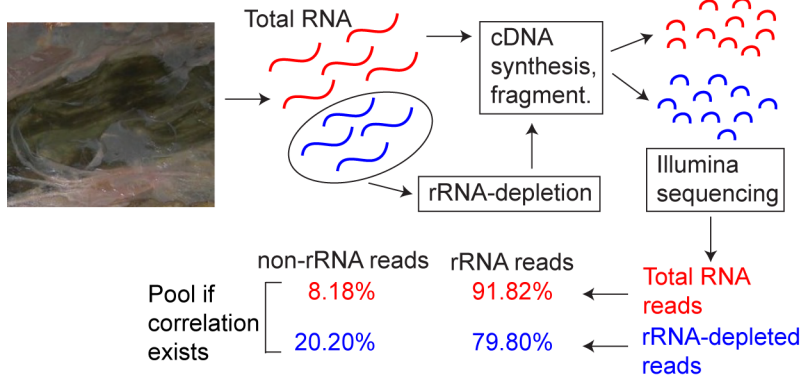 Total RNA
cDNA
synthesis,
fragment.
rRNA-depletion
Illumina
sequencing
non-rRNA reads
rRNA reads
Pool if
correlation
exists
8.18%
91.82%
Total RNA
reads
20.20%
79.80%
rRNA-depleted
reads